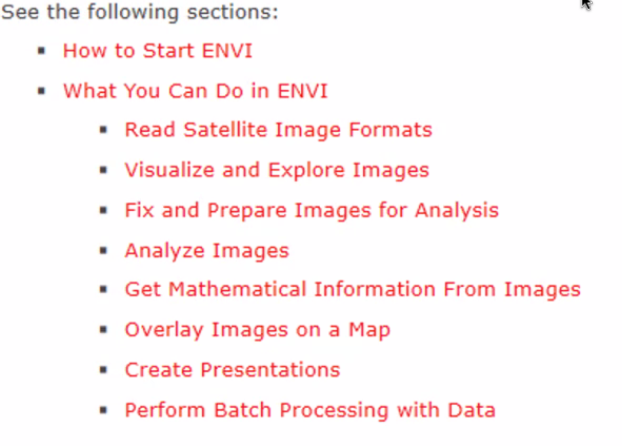 See the following sections:
How to Start ENVI
What You Can Do in ENVI
Read Satellite Image Formats
Visualize and Explore Images
Fix and Prepare Images for Analysis
Analyze Images
Get Mathematical Information From Images
Overlay Images on a Map
Create Presentations
Perform Batch Processing with Data